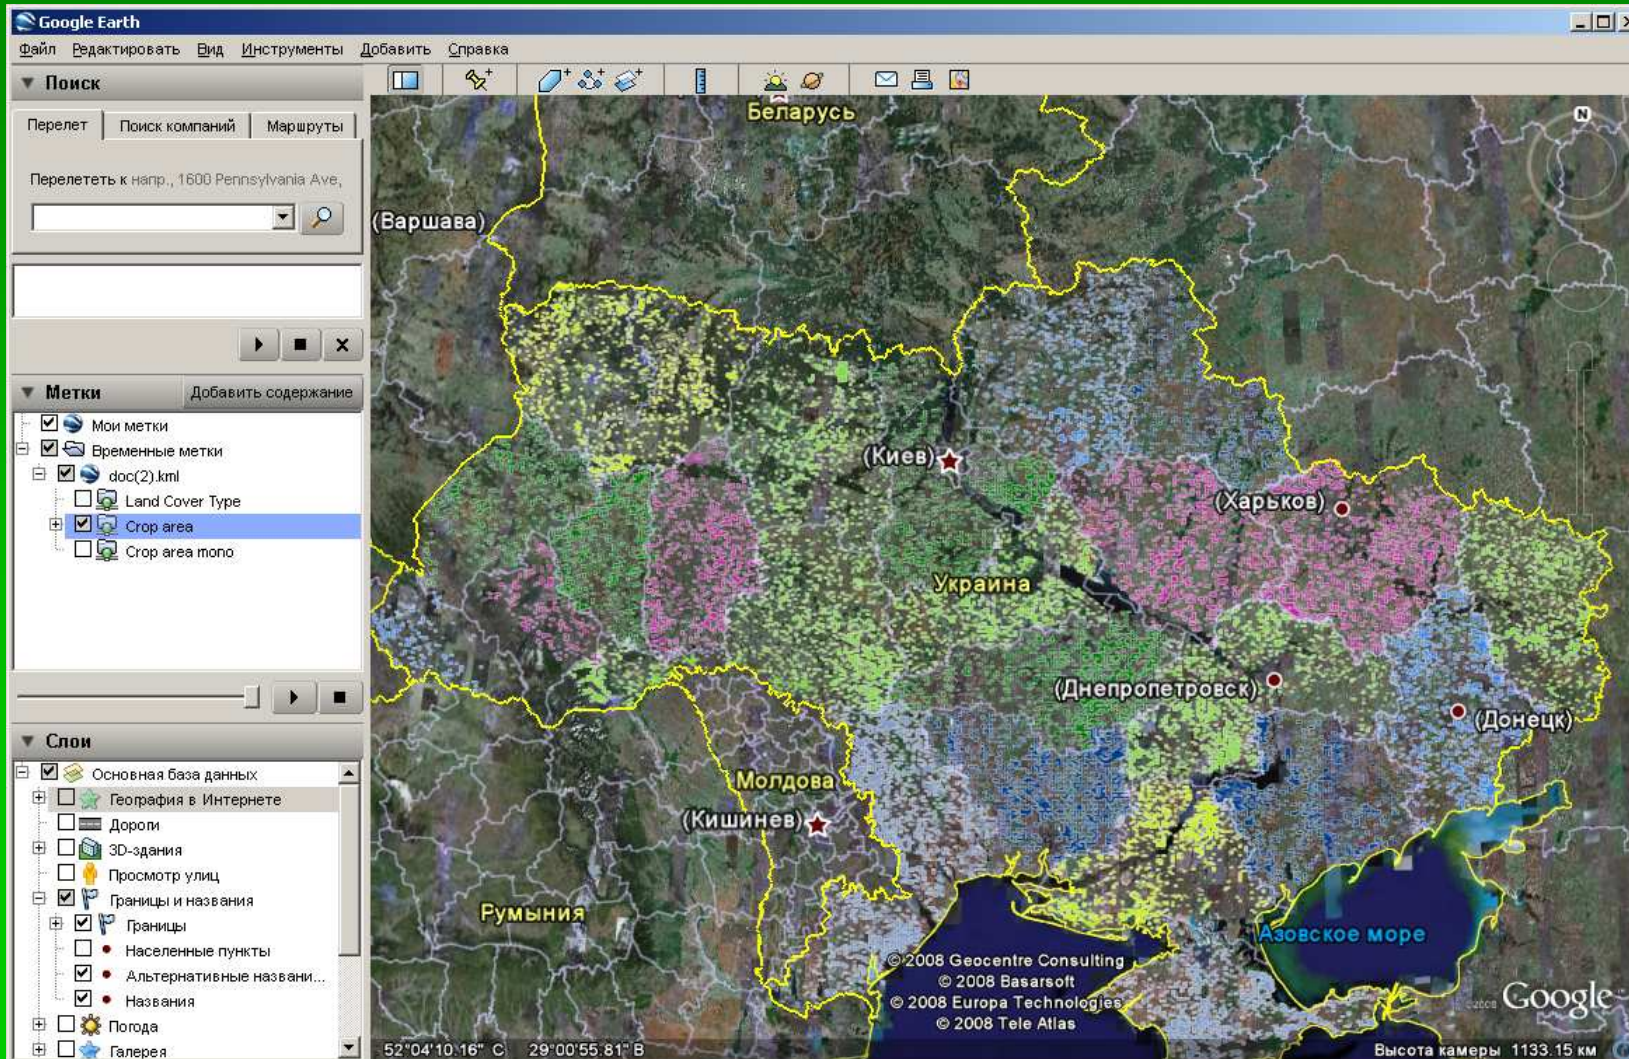 Google Earth
Файл Редактировать Вид Инструменты Добавить Справка
Поиск
Перелет Поиск компаний Маршруты
Перелететь к напр., 1600 Pennsylvania Ave,
Метки Добавить содержание
Мои метки
Временные метки
doc(2).kml
Land Cover Type
Crop area
Crop area mono
Слои
Основная база данных
География в Интернете
Дороги
3D-здания
Просмотр улиц
Границы и названия
Границы
Населенные пункты
Альтернативные названи...
Названия
Погода
Галерея
Беларусь
N
(Варшава)
(Киев)
(Харьков)
Украина
(Днепропетровск)
(Донецк)
Молдова
(Кишинев)
Румыния
Азовское море
© 2008 Geocentre Consulting
© 2008 Basarsoft
© 2008 Europa Technologies
© 2008 Tele Atlas
©2008 Google
52°04'10.16" С 29°00'55.81" В
Высота камеры 1133.15 км